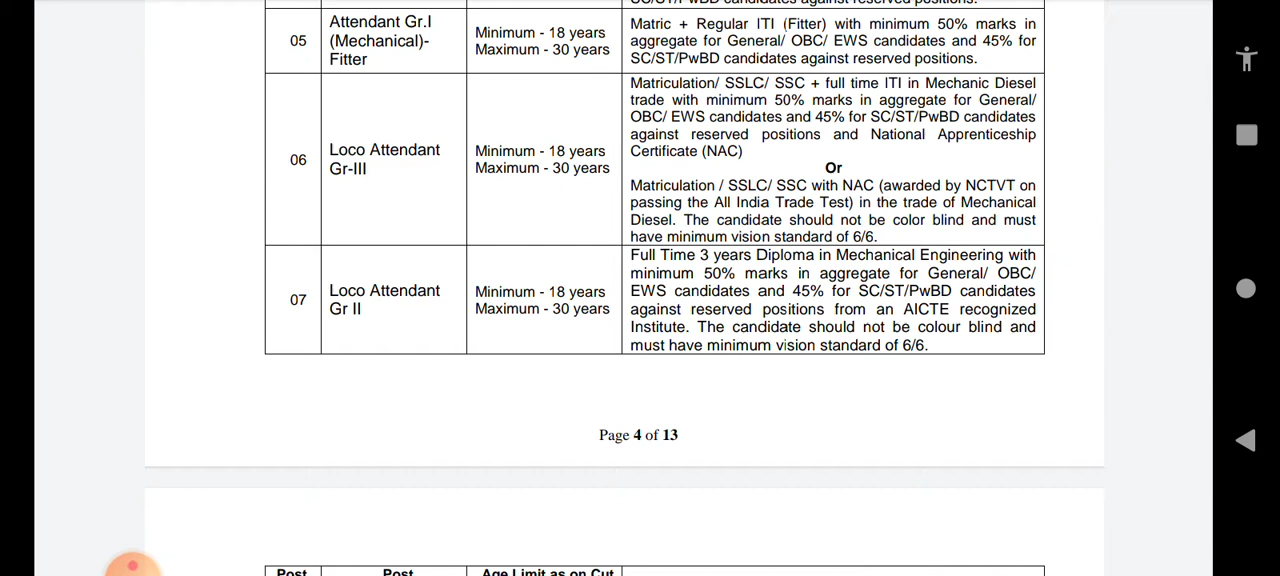 SC/ST/PwBD candidates against reserved positions.
05
Attendant Gr.I
(Mechanical)-
Fitter
Minimum - 18 years
Maximum - 30 years
Matric + Regular ITI (Fitter) with minimum 50% marks in
aggregate for General/ OBC/ EWS candidates and 45% for
SC/ST/PwBD candidates against reserved positions.
06
Loco Attendant
Gr-III
Minimum - 18 years
Maximum - 30 years
Matriculation/ SSLC/ SSC + full time ITI in Mechanic Diesel
trade with minimum 50% marks in aggregate for General/
OBC/ EWS candidates and 45% for SC/ST/PwBD candidates
against reserved positions and National Apprenticeship
Certificate (NAC)
Or
Matriculation / SSLC/ SSC with NAC (awarded by NCTVT on
passing the All India Trade Test) in the trade of Mechanical
Diesel. The candidate should not be color blind and must
have minimum vision standard of 6/6.
07
Loco Attendant
Gr II
Minimum - 18 years
Maximum - 30 years
Full Time 3 years Diploma in Mechanical Engineering with
minimum 50% marks in aggregate for General/ OBC/
EWS candidates and 45% for SC/ST/PwBD candidates
against reserved positions from an AICTE recognized
Institute. The candidate should not be colour blind and
must have minimum vision standard of 6/6.
Page 4 of 13
Post
Post
Age Limit as on Cut